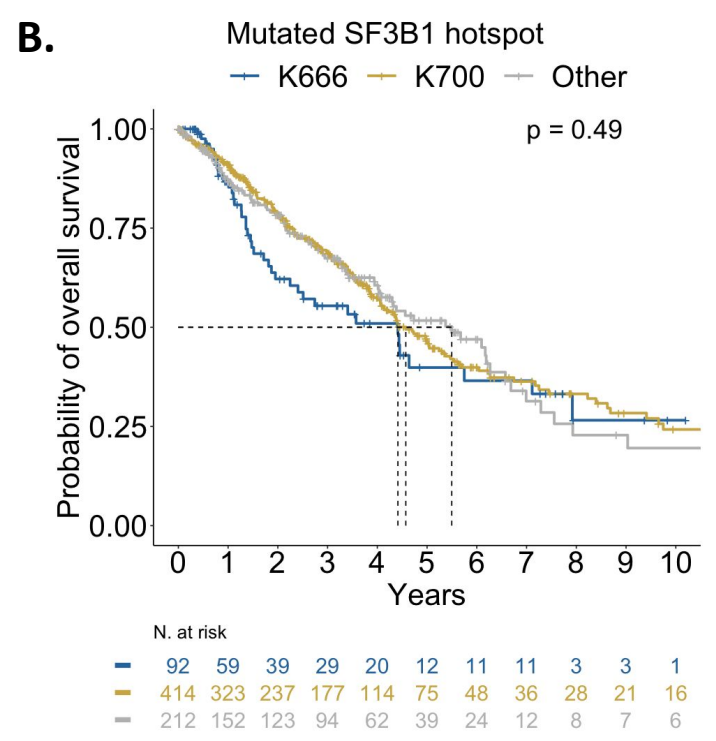 B.
Mutated SF3B1 hotspot
K666 K700 Other
p = 0.49
Probability of overall survival
1.00
0.75
0.50
0.25
0.00
0 1 2 3 4 5 6 7 8 9 10
Years
N. at risk
92 59 39 29 20 12 11 11 3 3 1
414 323 237 177 114 75 48 36 28 21 16
212 152 123 94 62 39 24 12 8 7 6